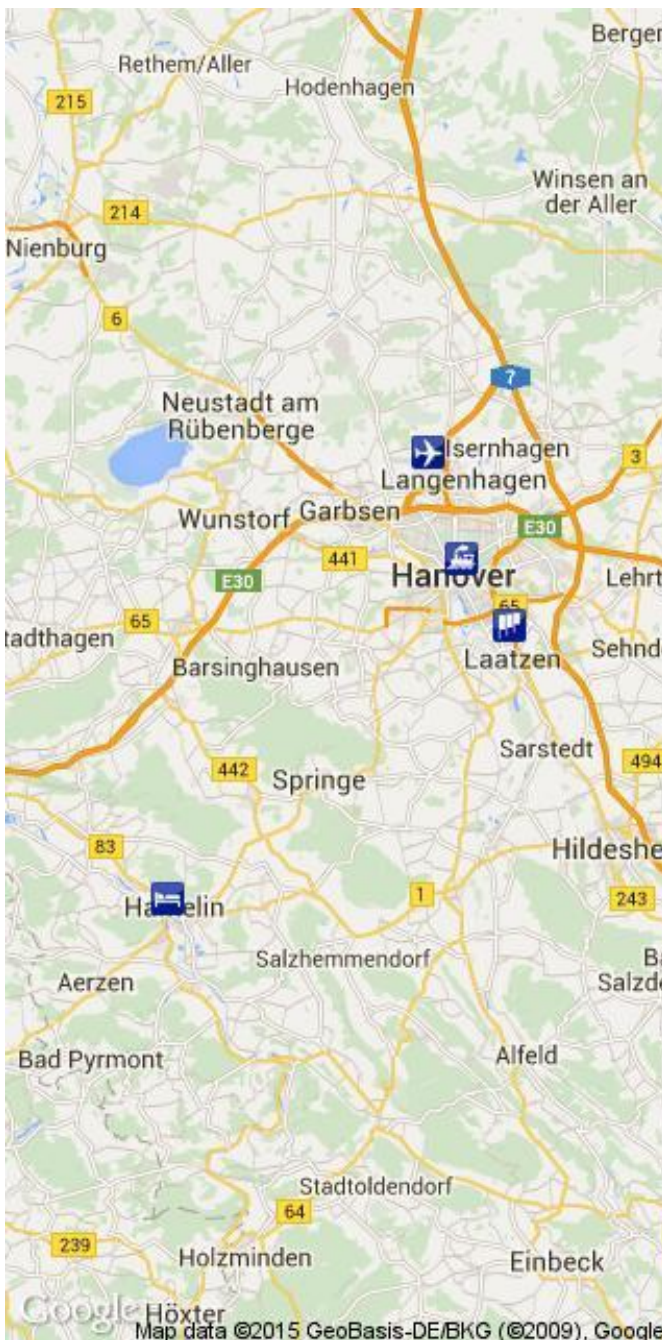 Bergen
Rethem/Aller
Hodenhagen
215
Winsen an
der Aller
214
Nienburg
6
7
Neustadt am
Rübenberge
Isernhagen
3
Langenhagen
Garbsen
Wunstorf
E30
441
Hanover
E30
Lehrt
65
65
tadthagen
Sehnd
Barsinghausen
Laatzen
Sarstedt
442
494
Springe
83
Hildeshe
1
243
Hamelin
Salzhemmendorf
Ba
Salzde
Aerzen
Bad Pyrmont
Alfeld
Stadtoldendorf
64
239
Holzminden
Einbeck
Google
Höxter
Map data ©2015 GeoBasis-DE/BKG (©2009), Google